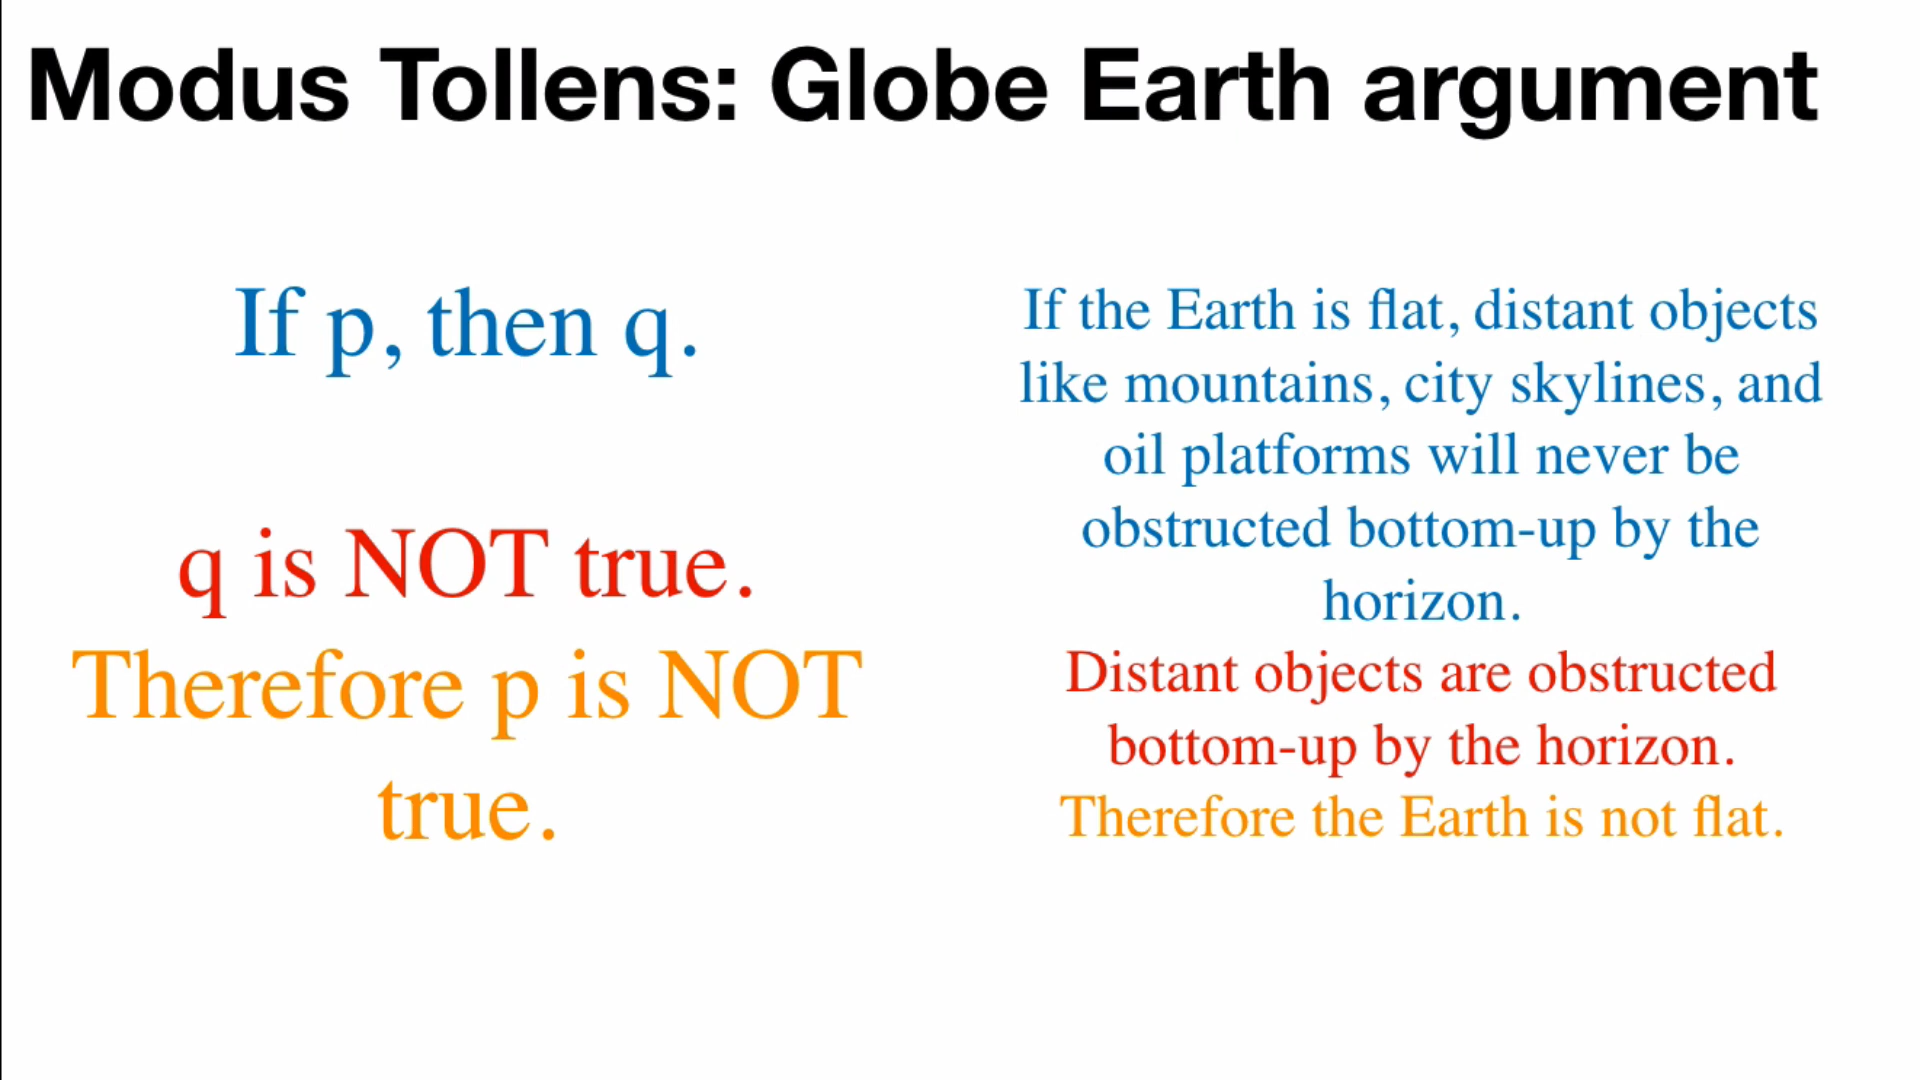 Modus Tollens: Globe Earth argument
If p, then q.
q is NOT true.
Therefore p is NOT
true.
If the Earth is flat, distant objects
like mountains, city skylines, and
oil platforms will never be
obstructed bottom-up by the
horizon.
Distant objects are obstructed
bottom-up by the horizon.
Therefore the Earth is not flat.